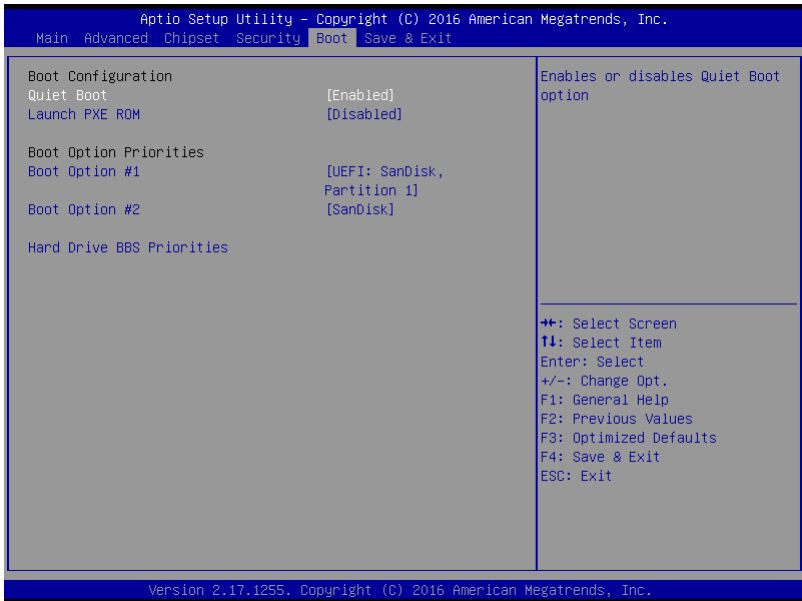 Aptio Setup Utility – Copyright (C) 2016 American Megatrends, Inc.
Main Advanced Chipset Security Boot Save & Exit
Boot Configuration
Quiet Boot [Enabled]
Launch PXE ROM [Disabled]
Boot Option Priorities
Boot Option #1 [UEFI: SanDisk,
Partition 1]
Boot Option #2 [SanDisk]
Hard Drive BBS Priorities
Enables or disables Quiet Boot
option
→←: Select Screen
↑↓: Select Item
Enter: Select
+/-: Change Opt.
F1: General Help
F2: Previous Values
F3: Optimized Defaults
F4: Save & Exit
ESC: Exit
Version 2.17.1255. Copyright (C) 2016 American Megatrends, Inc.